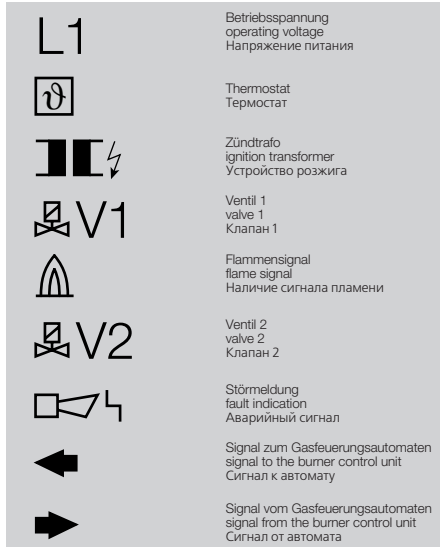 L1
Betriebsspannung
operating voltage
Напряжение питания
ϑ
Thermostat
Термостат
Zündtrafo
ignition transformer
Устройство розжига
V1
Ventil 1
valve 1
Клапан 1
Flammensignal
flame signal
Наличие сигнала пламени
V2
Ventil 2
valve 2
Клапан 2
Störmeldung
fault indication
Аварийный сигнал
Signal zum Gasfeuerungsautomaten
signal to the burner control unit
Сигнал к автомату
Signal vom Gasfeuerungsautomaten
signal from the burner control unit
Сигнал от автомата